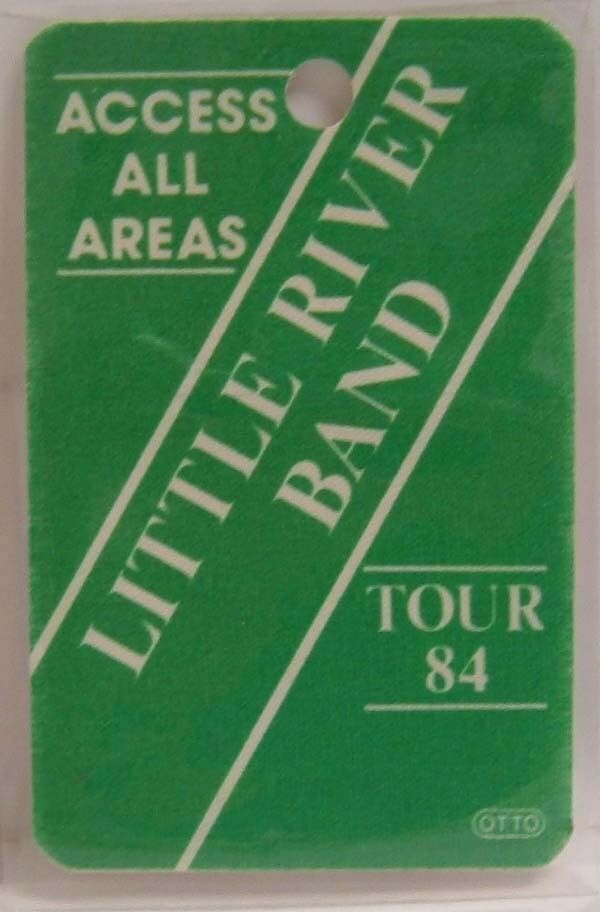 ACCESS
ALL
AREAS
LITTLE RIVER
BAND
TOUR
84
OTTO